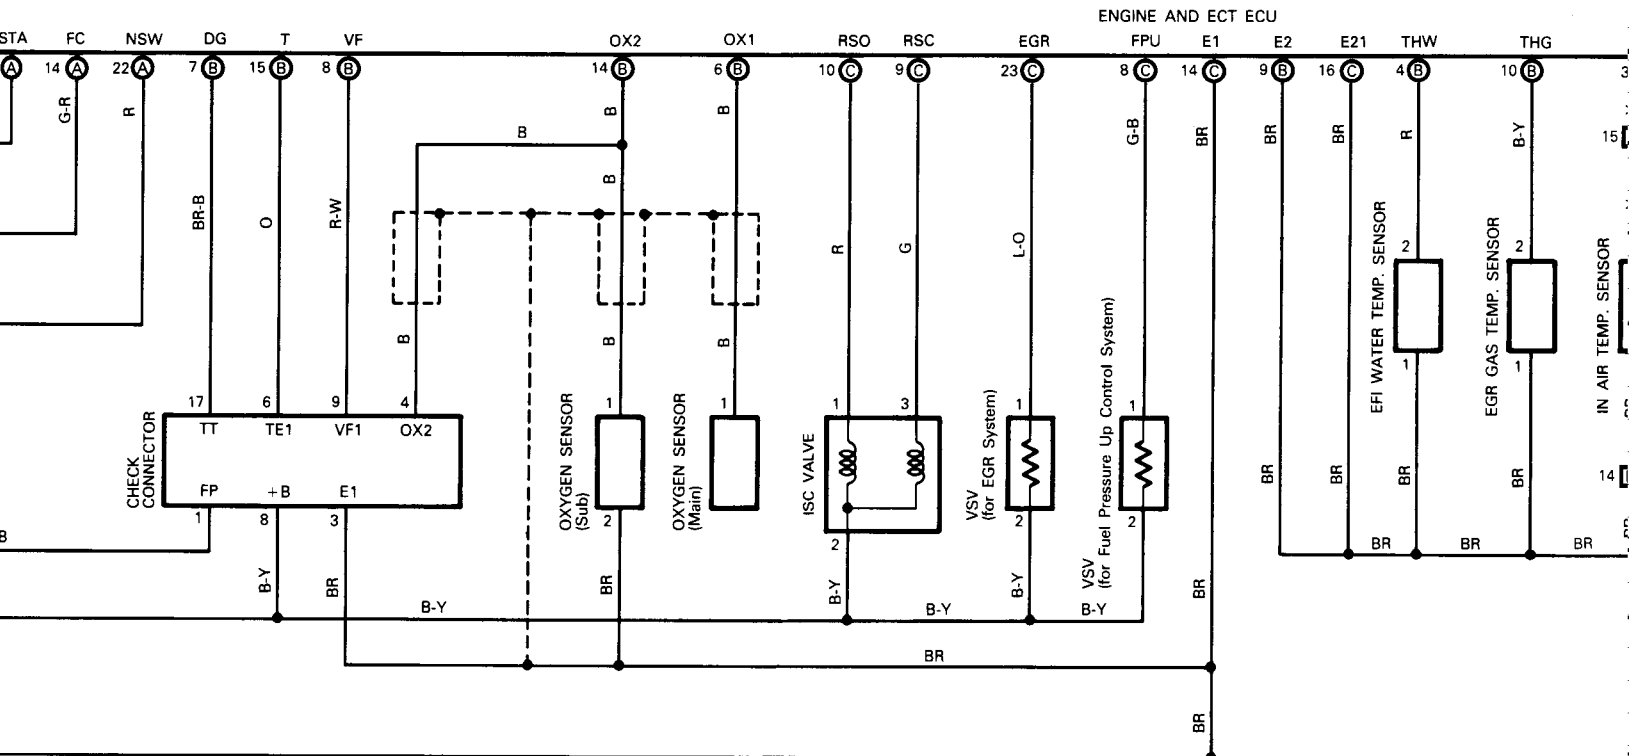 ENGINE AND ECT ECU
STA FC NSW DG T VF OX2 OX1 RSO RSC EGR FPU E1 E2 E21 THW THG
A 14 A 22 A 7 B 15 B 8 B 14 B 6 B 10 C 9 C 23 C 8 C 14 C 9 B 16 C 4 B 10 B 3
G-R R B B G-B BR BR BR R B-Y 15
B
B
BR-B O R-W R G L-O
2 2
EFI WATER TEMP. SENSOR
EGR GAS TEMP. SENSOR
IN AIR TEMP. SENSOR
B B B
1 1
17 6 9 4 1 1 1 3 1 1
TT TE1 VF1 OX2
CHECK
CONNECTOR
OXYGEN SENSOR
(Sub)
OXYGEN SENSOR
(Main)
ISC VALVE
VSV
(for EGR System)
VSV
(for Fuel Pressure Up Control System)
BR BR BR BR 14
FP +B E1
1 8 3 2 2 2 2
B
BR BR BR
B-Y BR BR B-Y B-Y BR
B-Y B-Y B-Y
BR
BR